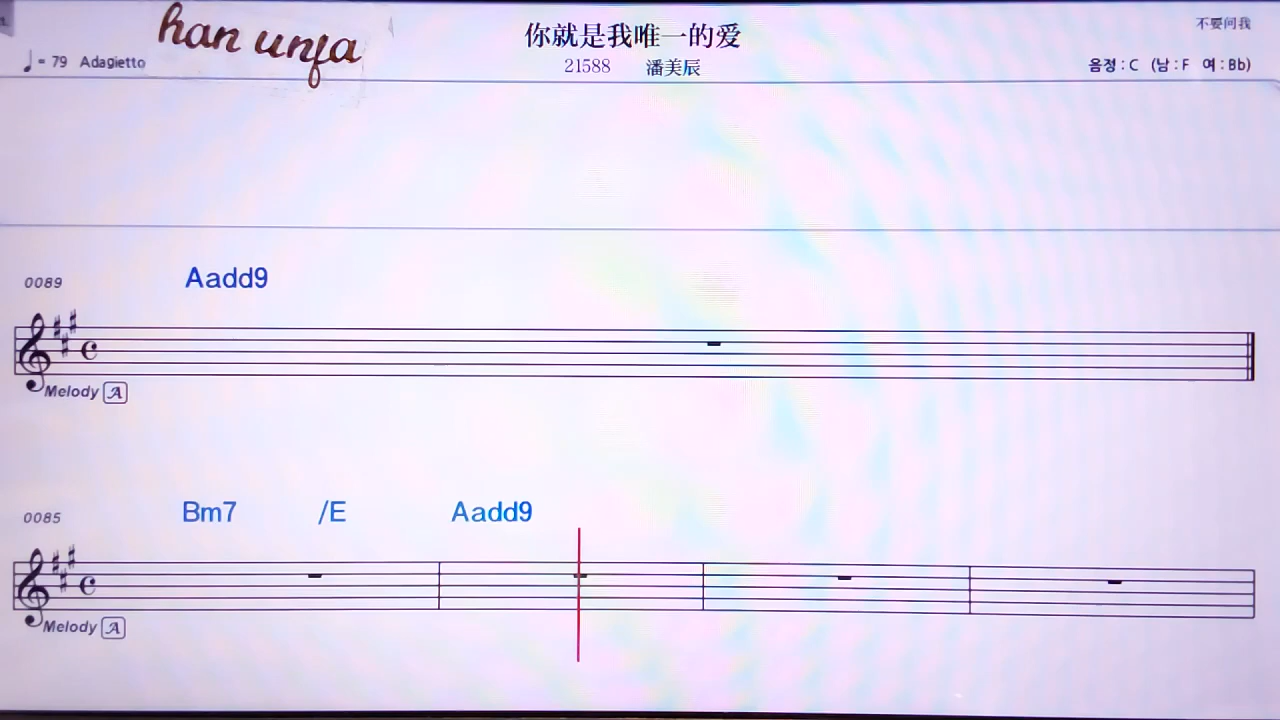 han unfa
你就是我唯一的爱
不要问我
♩= 79 Adagietto
21588 潘美辰
음정 : C (남 : F 여 : Bb)
0089 Aadd9
Melody A
0085 Bm7 /E Aadd9
Melody A